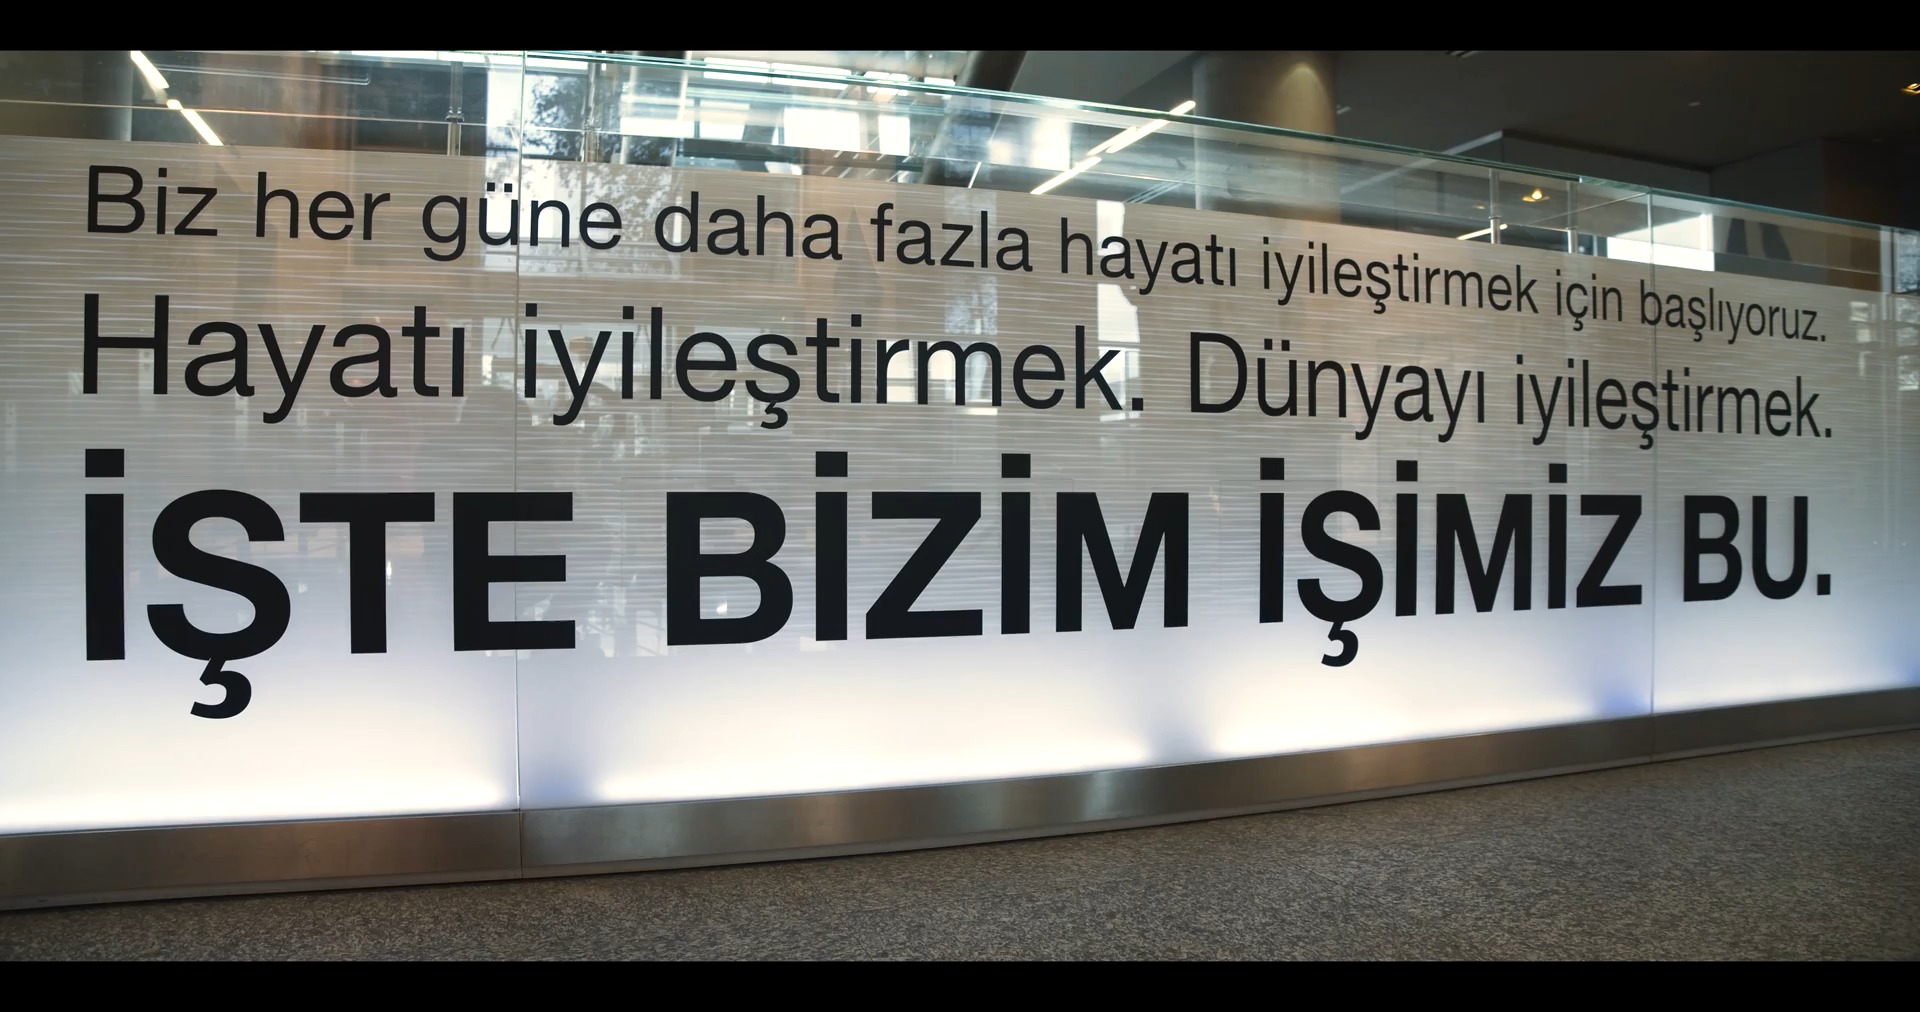 Biz her güne daha fazla hayatı iyileştirmek için başlıyoruz.
Hayatı iyileştirmek. Dünyayı iyileştirmek.
İŞTE BİZİM İŞİMİZ BU.